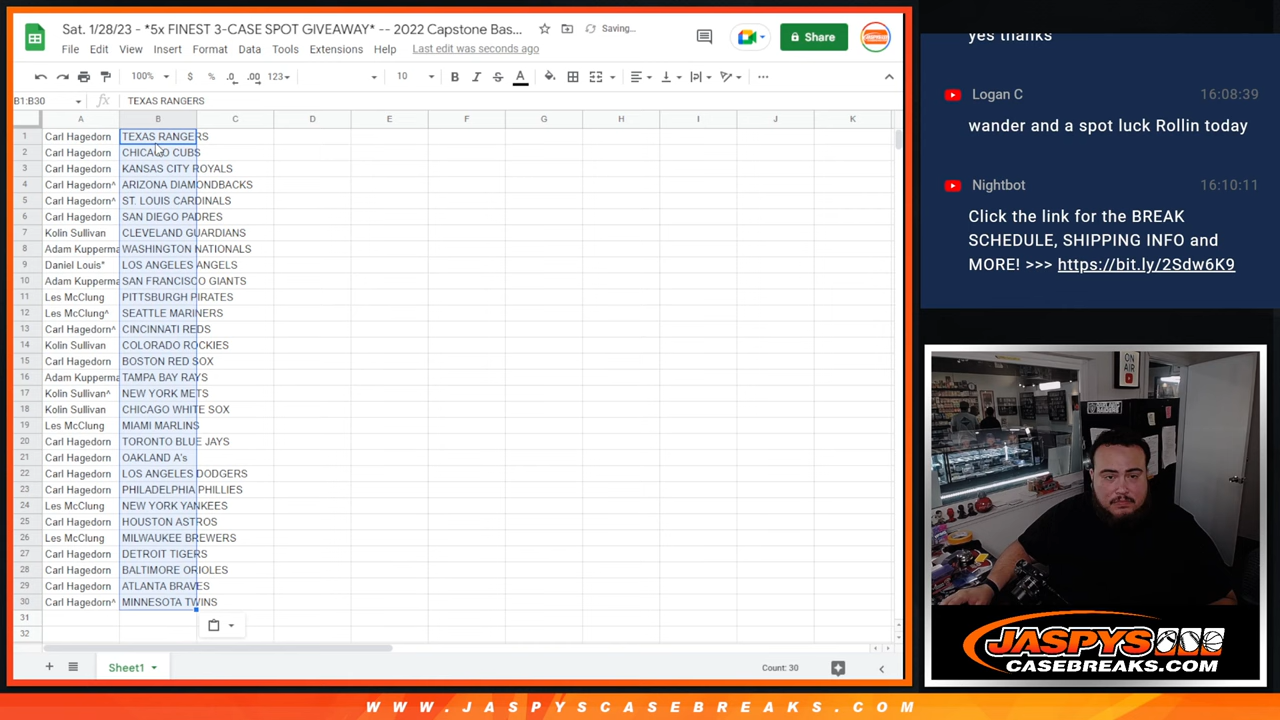 Sat. 1/28/23 - *5x FINEST 3-CASE SPOT GIVEAWAY* -- 2022 Capstone Bas...
Saving...
File Edit View Insert Format Data Tools Extensions Help Last edit was seconds ago
Share
100% $ % .0 .00 123 10 B I S A
B1:B30 fx TEXAS RANGERS
A B C D E F G H I J K
1 Carl Hagedorn TEXAS RANGERS
2 Carl Hagedorn CHICAGO CUBS
3 Carl Hagedorn KANSAS CITY ROYALS
4 Carl Hagedorn^ ARIZONA DIAMONDBACKS
5 Carl Hagedorn^ ST. LOUIS CARDINALS
6 Carl Hagedorn SAN DIEGO PADRES
7 Kolin Sullivan CLEVELAND GUARDIANS
8 Adam Kupperma WASHINGTON NATIONALS
9 Daniel Louis* LOS ANGELES ANGELS
10 Adam Kupperma SAN FRANCISCO GIANTS
11 Les McClung PITTSBURGH PIRATES
12 Les McClung^ SEATTLE MARINERS
13 Carl Hagedorn^ CINCINNATI REDS
14 Kolin Sullivan COLORADO ROCKIES
15 Carl Hagedorn BOSTON RED SOX
16 Adam Kupperma TAMPA BAY RAYS
17 Kolin Sullivan^ NEW YORK METS
18 Kolin Sullivan CHICAGO WHITE SOX
19 Les McClung MIAMI MARLINS
20 Carl Hagedorn TORONTO BLUE JAYS
21 Carl Hagedorn OAKLAND A's
22 Carl Hagedorn LOS ANGELES DODGERS
23 Carl Hagedorn PHILADELPHIA PHILLIES
24 Les McClung NEW YORK YANKEES
25 Carl Hagedorn HOUSTON ASTROS
26 Les McClung MILWAUKEE BREWERS
27 Carl Hagedorn DETROIT TIGERS
28 Carl Hagedorn BALTIMORE ORIOLES
29 Carl Hagedorn ATLANTA BRAVES
30 Carl Hagedorn^ MINNESOTA TWINS
31
32
Sheet1
Count: 30
yes thanks
Logan C 16:08:39
wander and a spot luck Rollin today
Nightbot 16:10:11
Click the link for the BREAK
SCHEDULE, SHIPPING INFO and
MORE! >>> https://bit.ly/2Sdw6K9
ON
AIR
JASPYS
CASEBREAKS.COM
WWW.JASPYSCASEBREAKS.COM